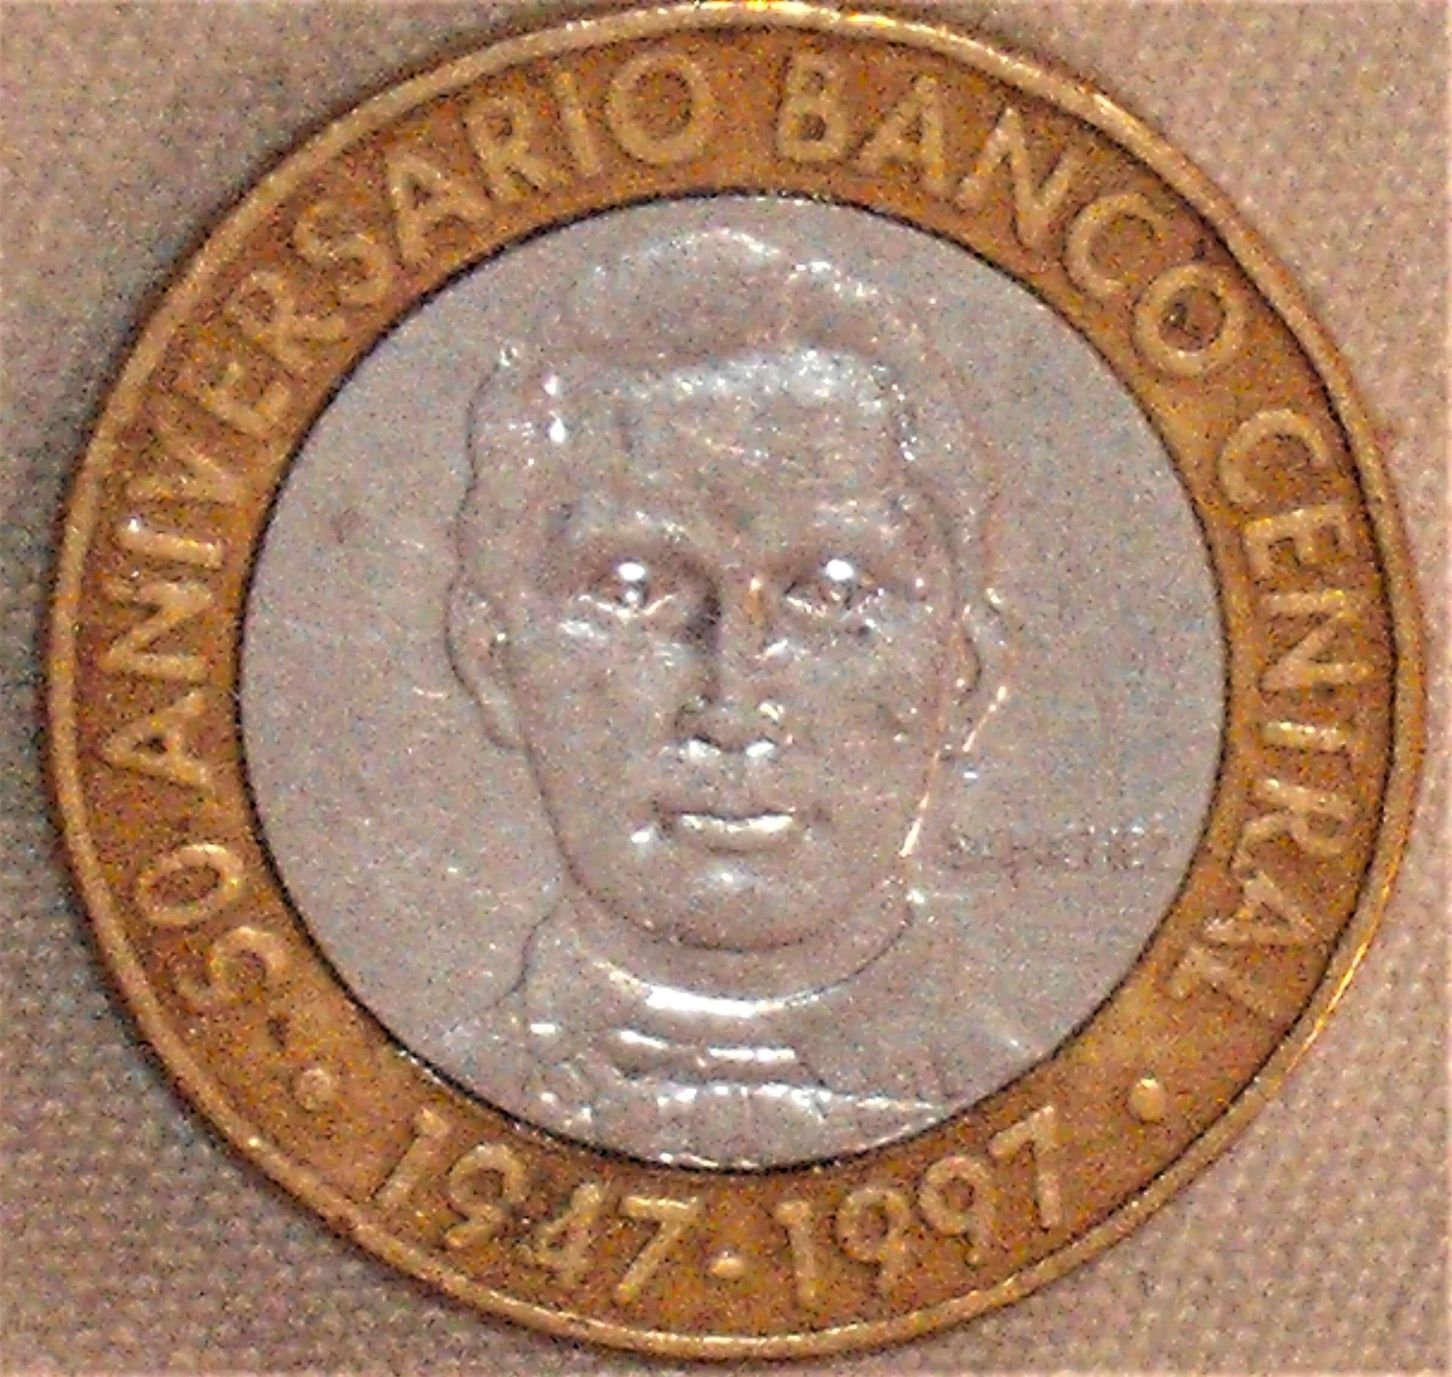 50 ANIVERSARIO BANCO CENTRAL
• 1947 • 1997 •